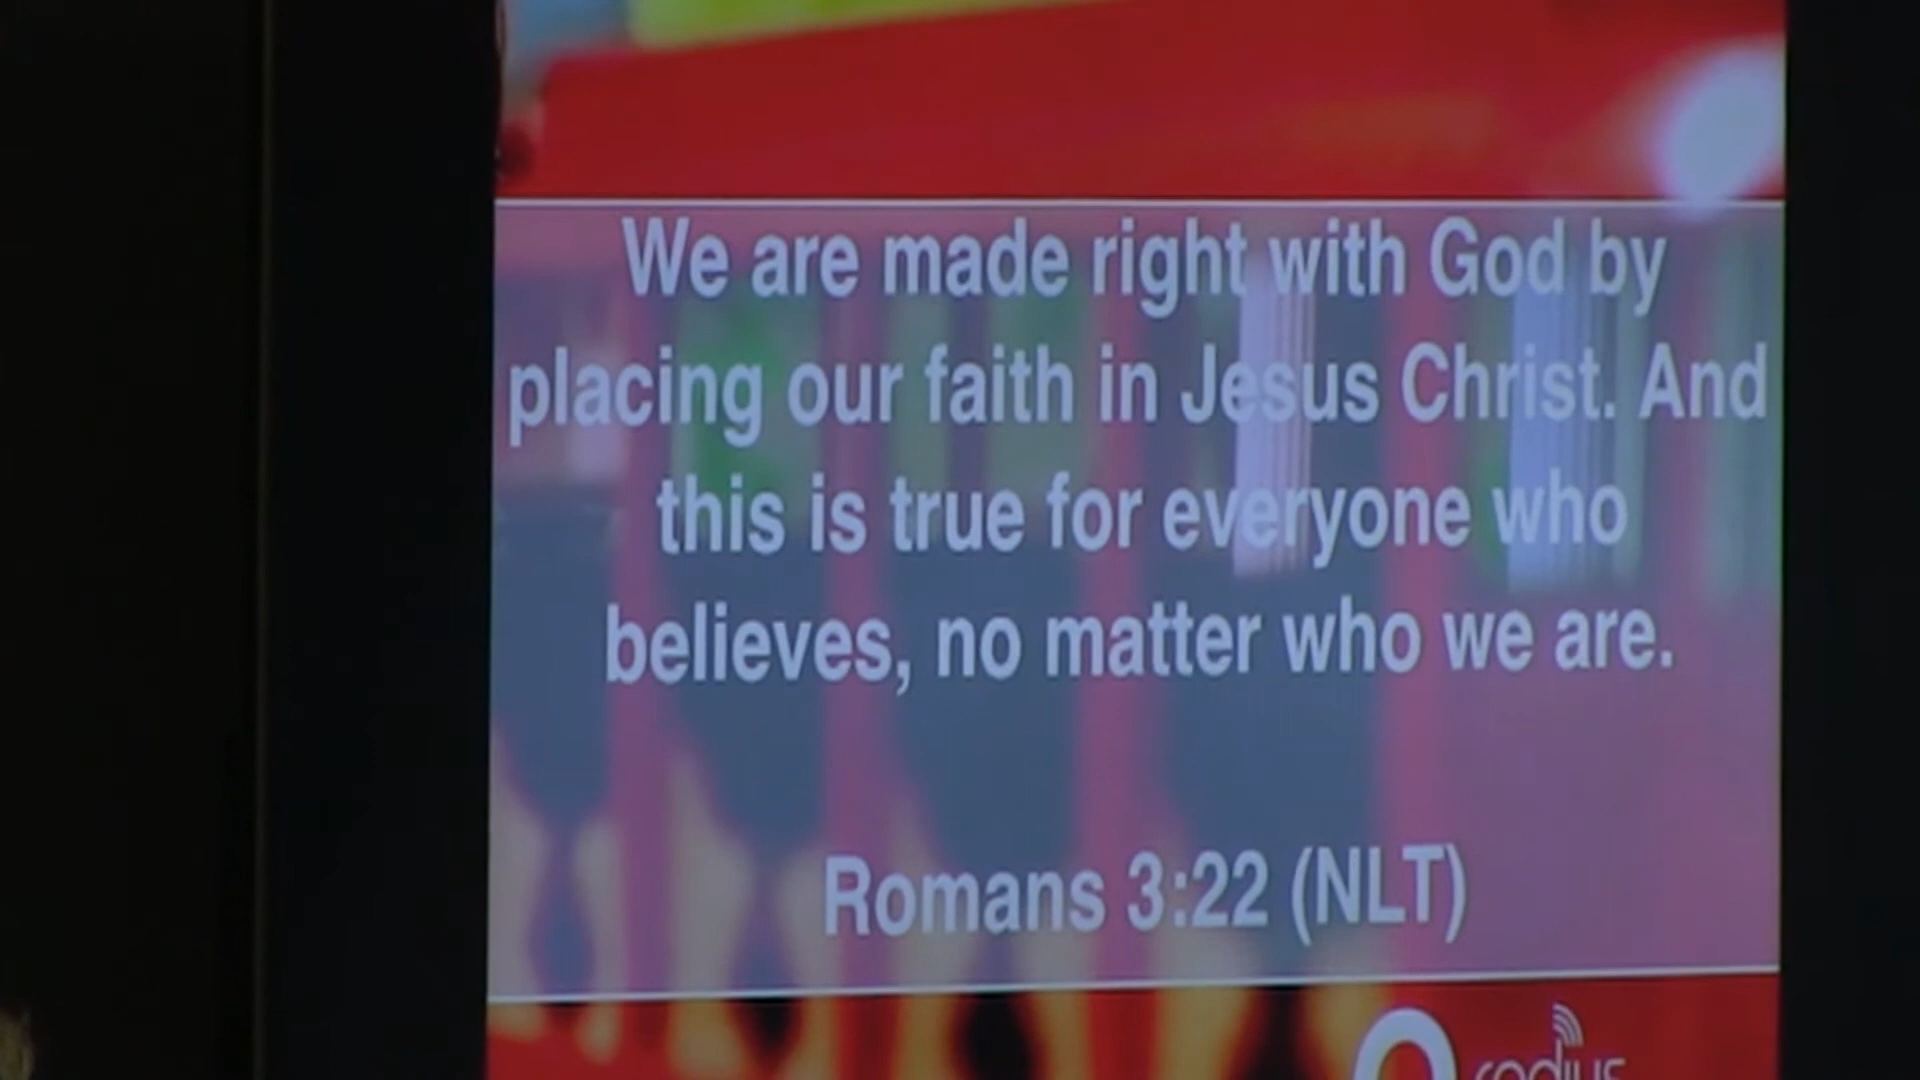 We are made right with God by
placing our faith in Jesus Christ. And
this is true for everyone who
believes, no matter who we are.
Romans 3:22 (NLT)
radius